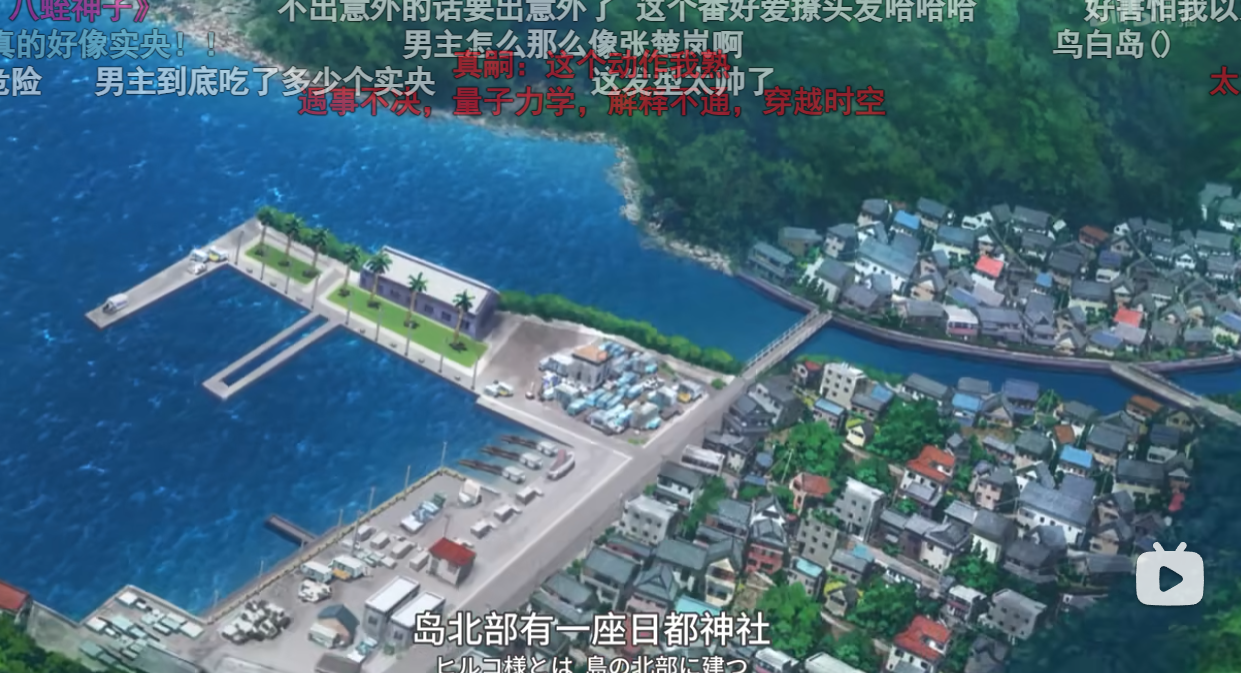 八蛭神子》
不出意外的话要出意外了
这个番好爱撩头发哈哈哈
好害怕我以
真的好像实央！！
男主怎么那么像张楚岚啊
鸟白岛()
真嗣：这个动作我熟
危险
男主到底吃了多少个实央
这发型太帅了
太
遇事不决，量子力学，解释不通，穿越时空
岛北部有一座日都神社
ヒルコ様とは 島の北部に建つ